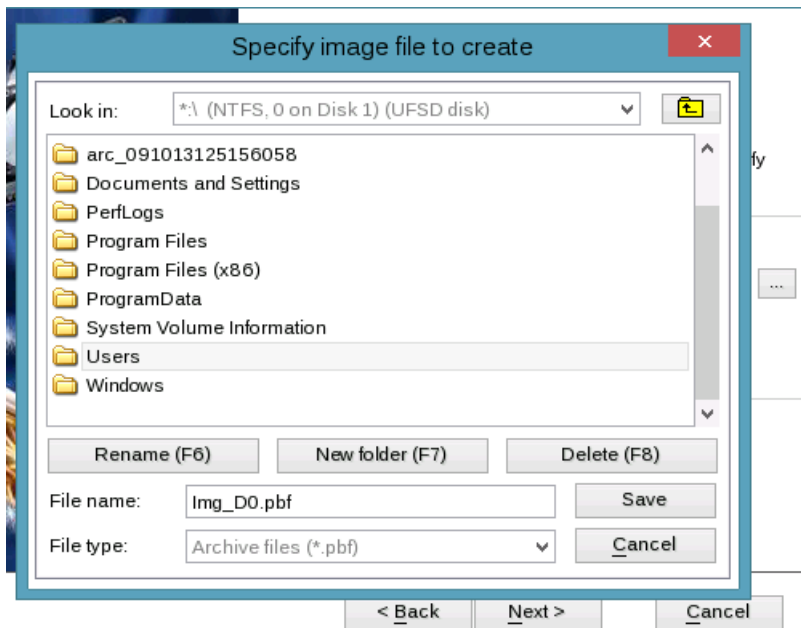 Specify image file to create
Look in: *:\ (NTFS, 0 on Disk 1) (UFSD disk)
arc_091013125156058
Documents and Settings
PerfLogs
Program Files
Program Files (x86)
ProgramData
System Volume Information
Users
Windows
fy
...
Rename (F6) New folder (F7) Delete (F8)
File name: Img_D0.pbf Save
File type: Archive files (*.pbf) Cancel
< Back Next > Cancel